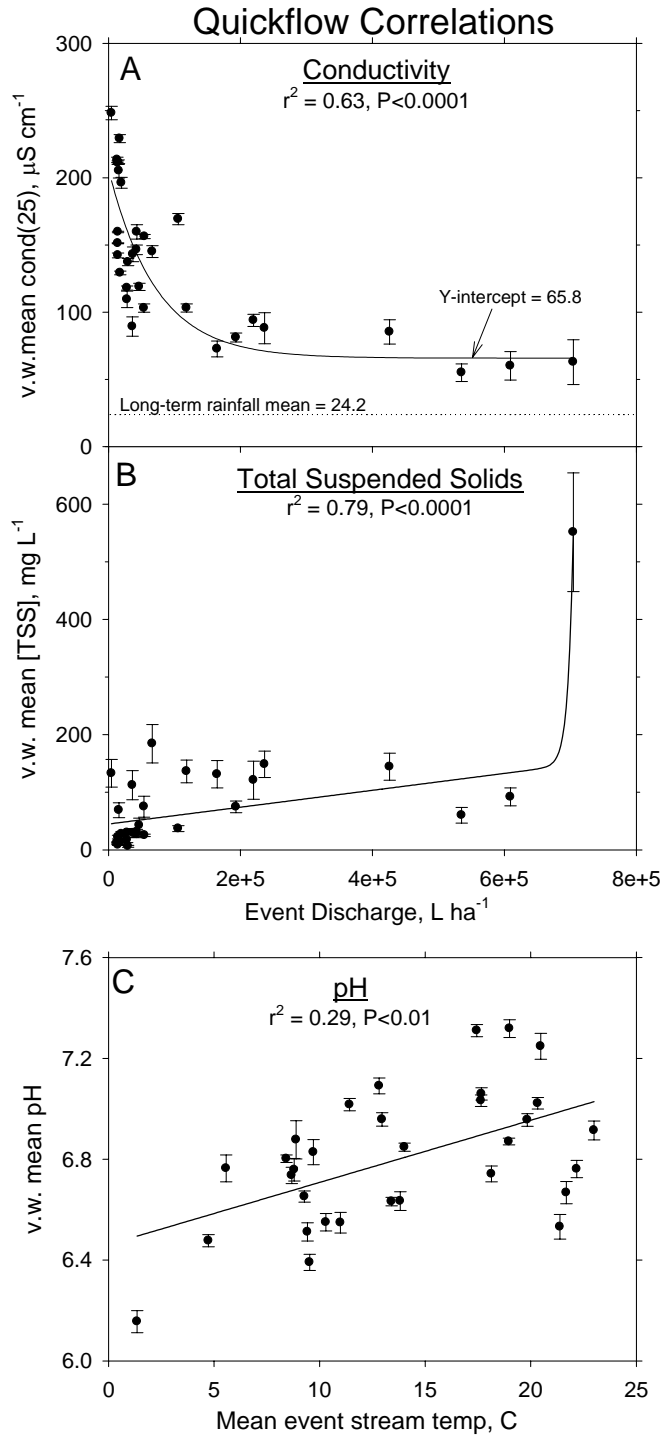 Quickflow Correlations
A
Conductivity
r² = 0.63, P<0.0001
v.w.mean cond(25), μS cm⁻¹
300
200
100
0
Y-intercept = 65.8
Long-term rainfall mean = 24.2
B
Total Suspended Solids
r² = 0.79, P<0.0001
v.w. mean [TSS], mg L⁻¹
600
400
200
0
0 2e+5 4e+5 6e+5 8e+5
Event Discharge, L ha⁻¹
C
pH
r² = 0.29, P<0.01
v.w. mean pH
7.6
7.2
6.8
6.4
6.0
0 5 10 15 20 25
Mean event stream temp, C